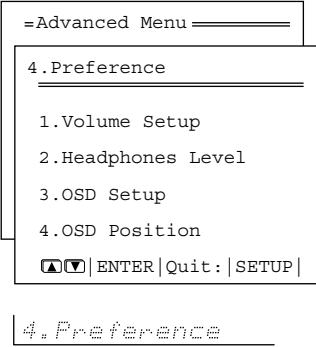 =Advanced Menu
4.Preference
1.Volume Setup
2.Headphones Level
3.OSD Setup
4.OSD Position
▲▼|ENTER|Quit:|SETUP|
4.Preference